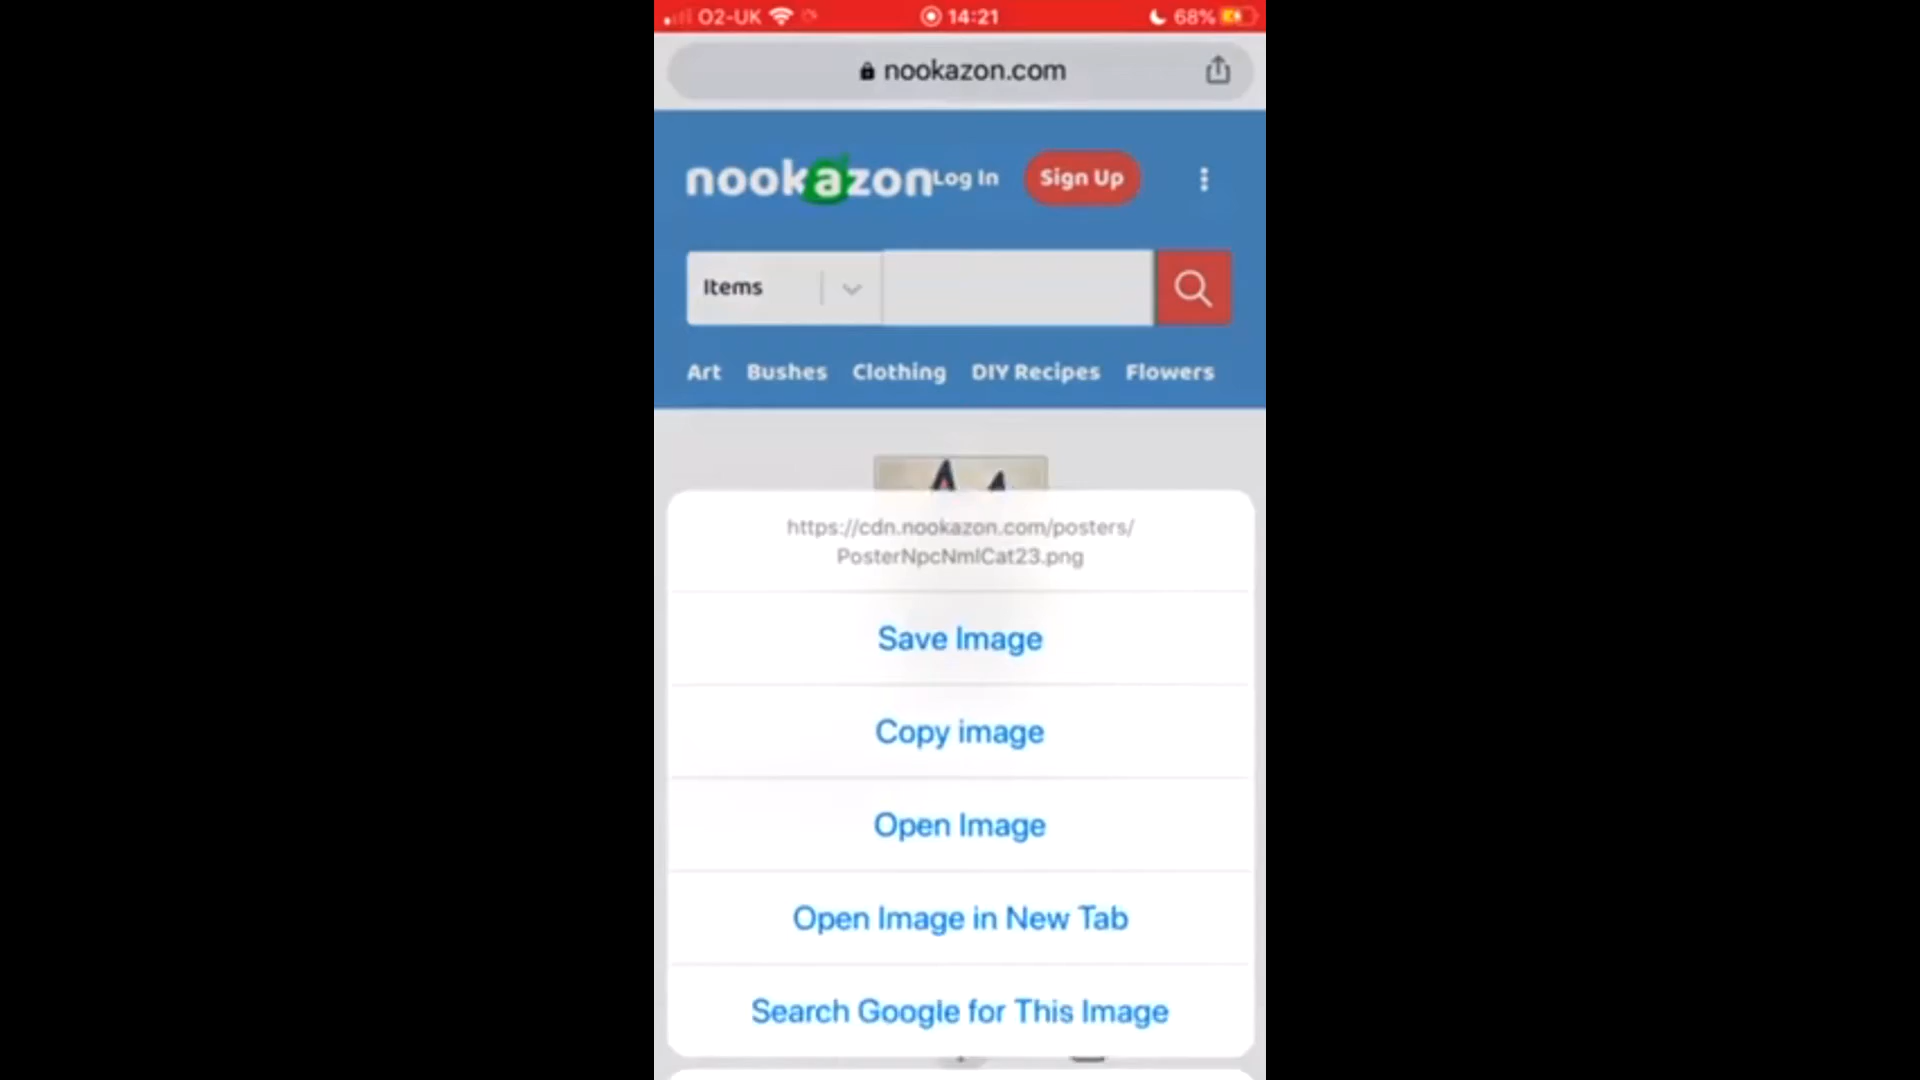 O2-UK 14:21 68%
nookazon.com
nookazon Log In Sign Up
Items
Art Bushes Clothing DIY Recipes Flowers
https://cdn.nookazon.com/posters/
PosterNpcNmlCat23.png
Save Image
Copy image
Open Image
Open Image in New Tab
Search Google for This Image